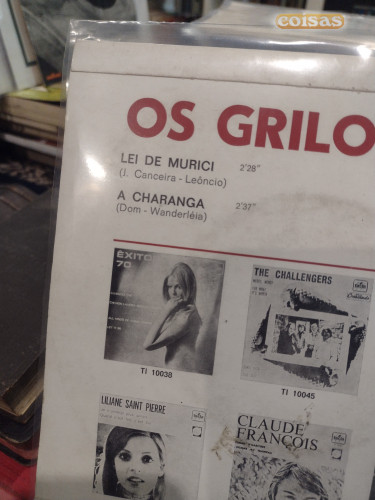 coisas
OS GRILO
LEI DE MURICI 2'28"
(J. Canceira - Leôncio)
A CHARANGA 2'37"
(Dom - Wanderléia)
ÊXITO
70
THE CHALLENGERS
TI 10038
TI 10045
LILIANE SAINT PIERRE
CLAUDE
FRANÇOIS